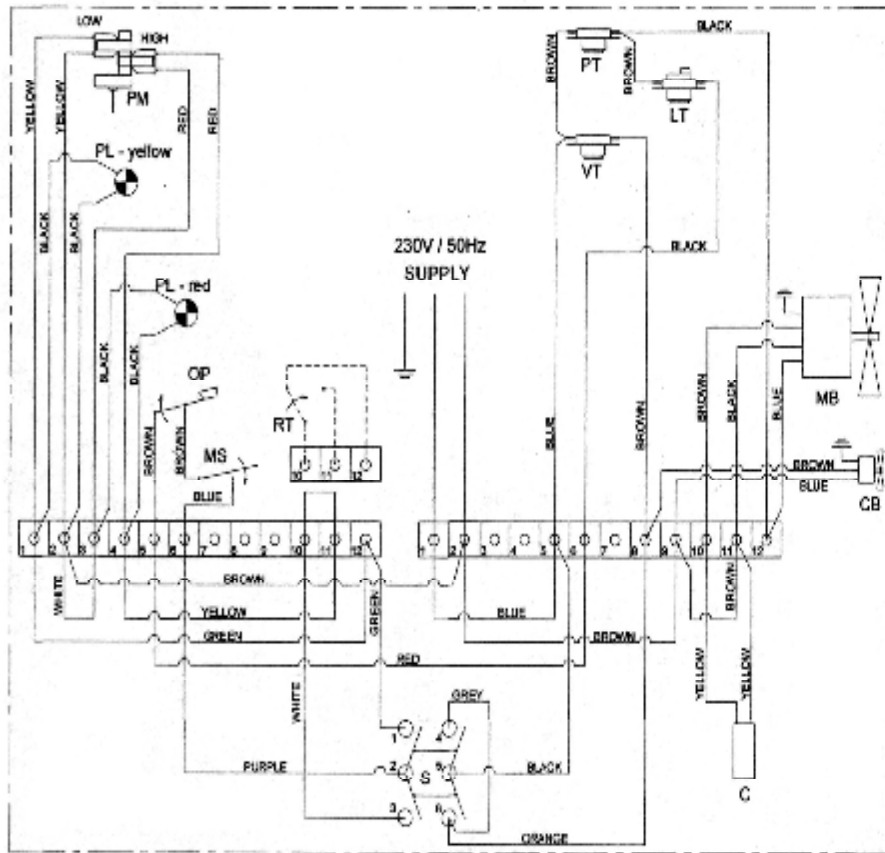 LOW
HIGH
PM
YELLOW
YELLOW
RED
RED
PL - yellow
BLACK
BLACK
PL - red
BLACK
BLACK
OP
BROWN
BROWN
MS
BLUE
RT
10 11 12
230V / 50Hz
SUPPLY
BLACK
BROWN
PT
BROWN
LT
VT
BLACK
BLUE
BROWN
BROWN
BLACK
BLUE
MB
BROWN
BLUE
CB
1 2 3 4 5 6 7 8 9 10 11 12
1 2 3 4 5 6 7 8 9 10 11 12
WHITE
BROWN
YELLOW
GREEN
GREEN
RED
BLUE
BROWN
BROWN
YELLOW
YELLOW
WHITE
GREY
1 4
PURPLE
2 S 5
BLACK
3 6
ORANGE
C